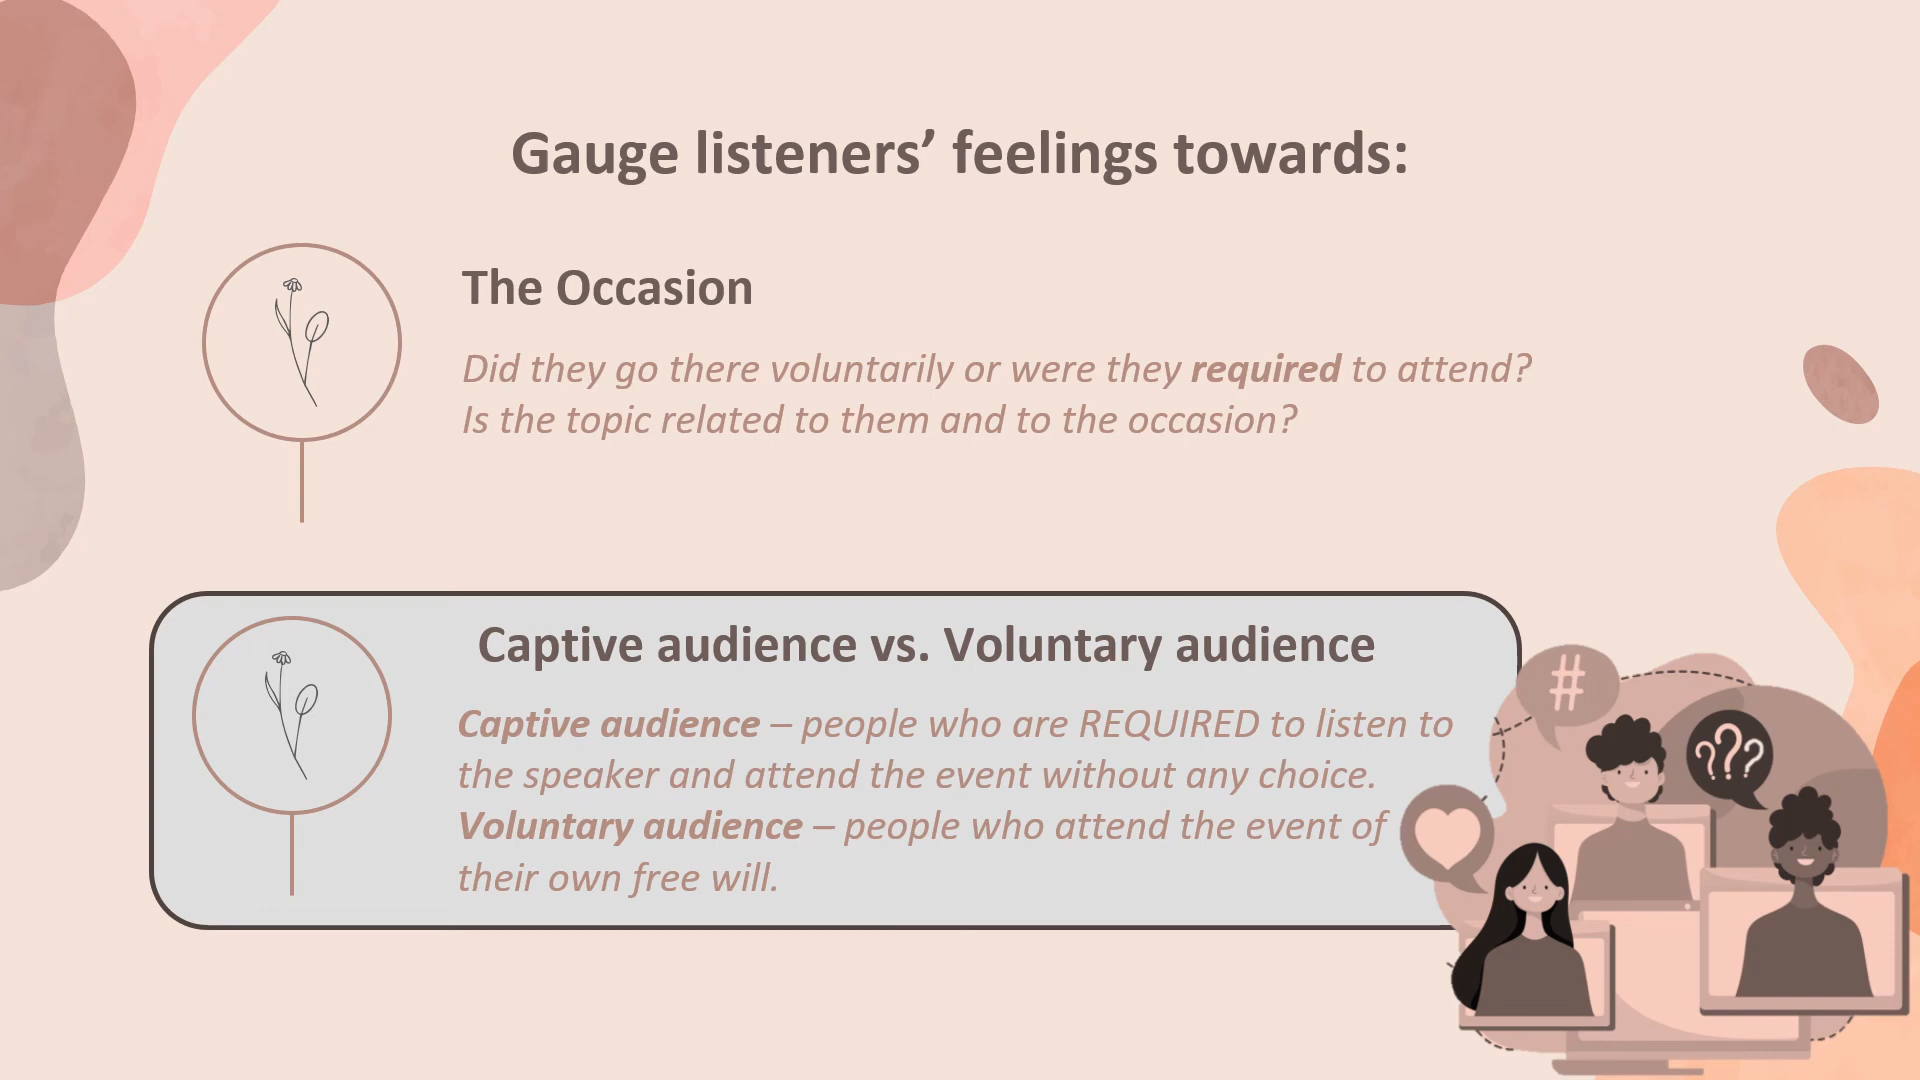 Gauge listeners’ feelings towards:
The Occasion
Did they go there voluntarily or were they required to attend?
Is the topic related to them and to the occasion?
Captive audience vs. Voluntary audience
Captive audience – people who are REQUIRED to listen to
the speaker and attend the event without any choice.
Voluntary audience – people who attend the event of
their own free will.
#
???